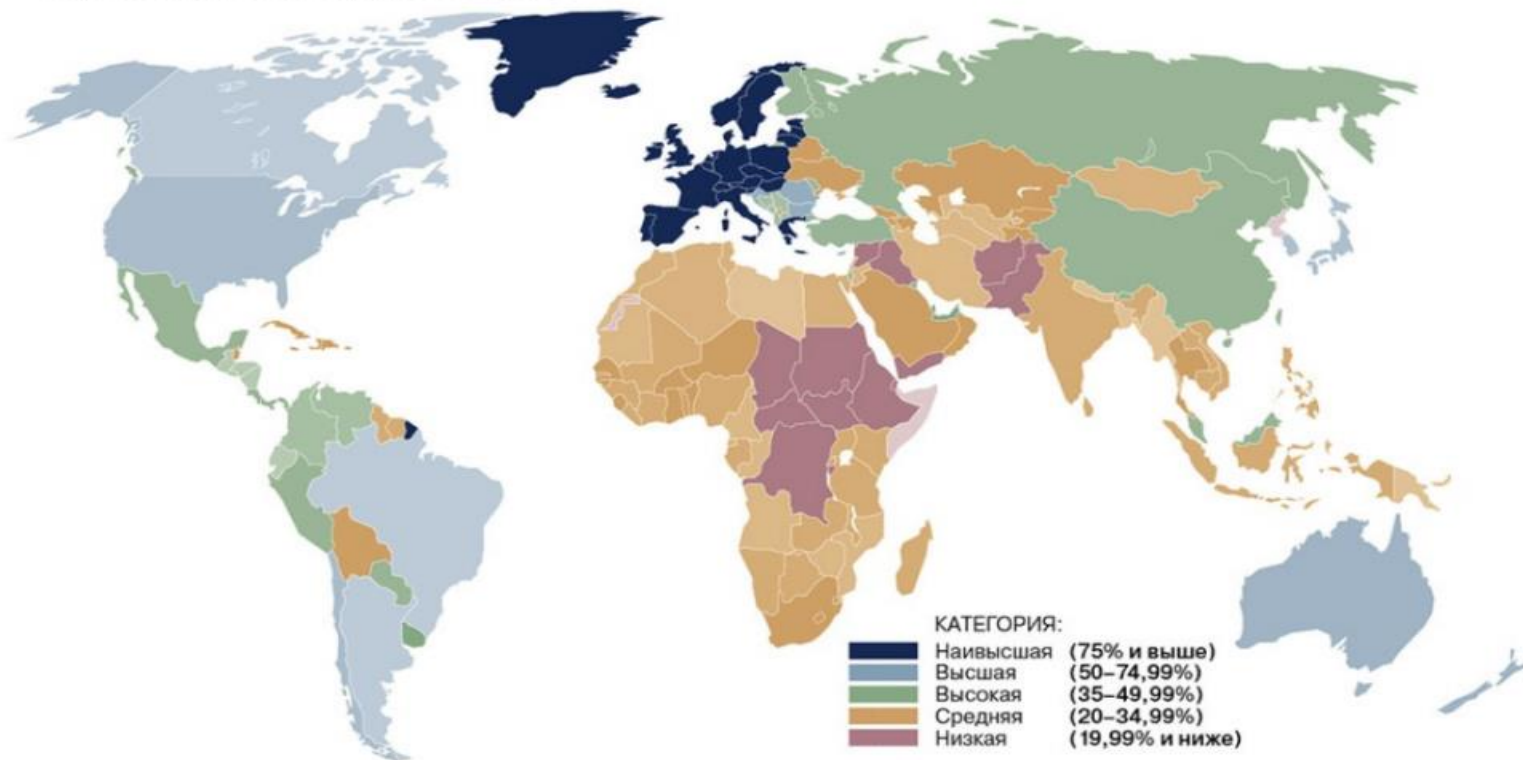 КАТЕГОРИЯ:
Наивысшая (75% и выше)
Высшая (50–74,99%)
Высокая (35–49,99%)
Средняя (20–34,99%)
Низкая (19,99% и ниже)